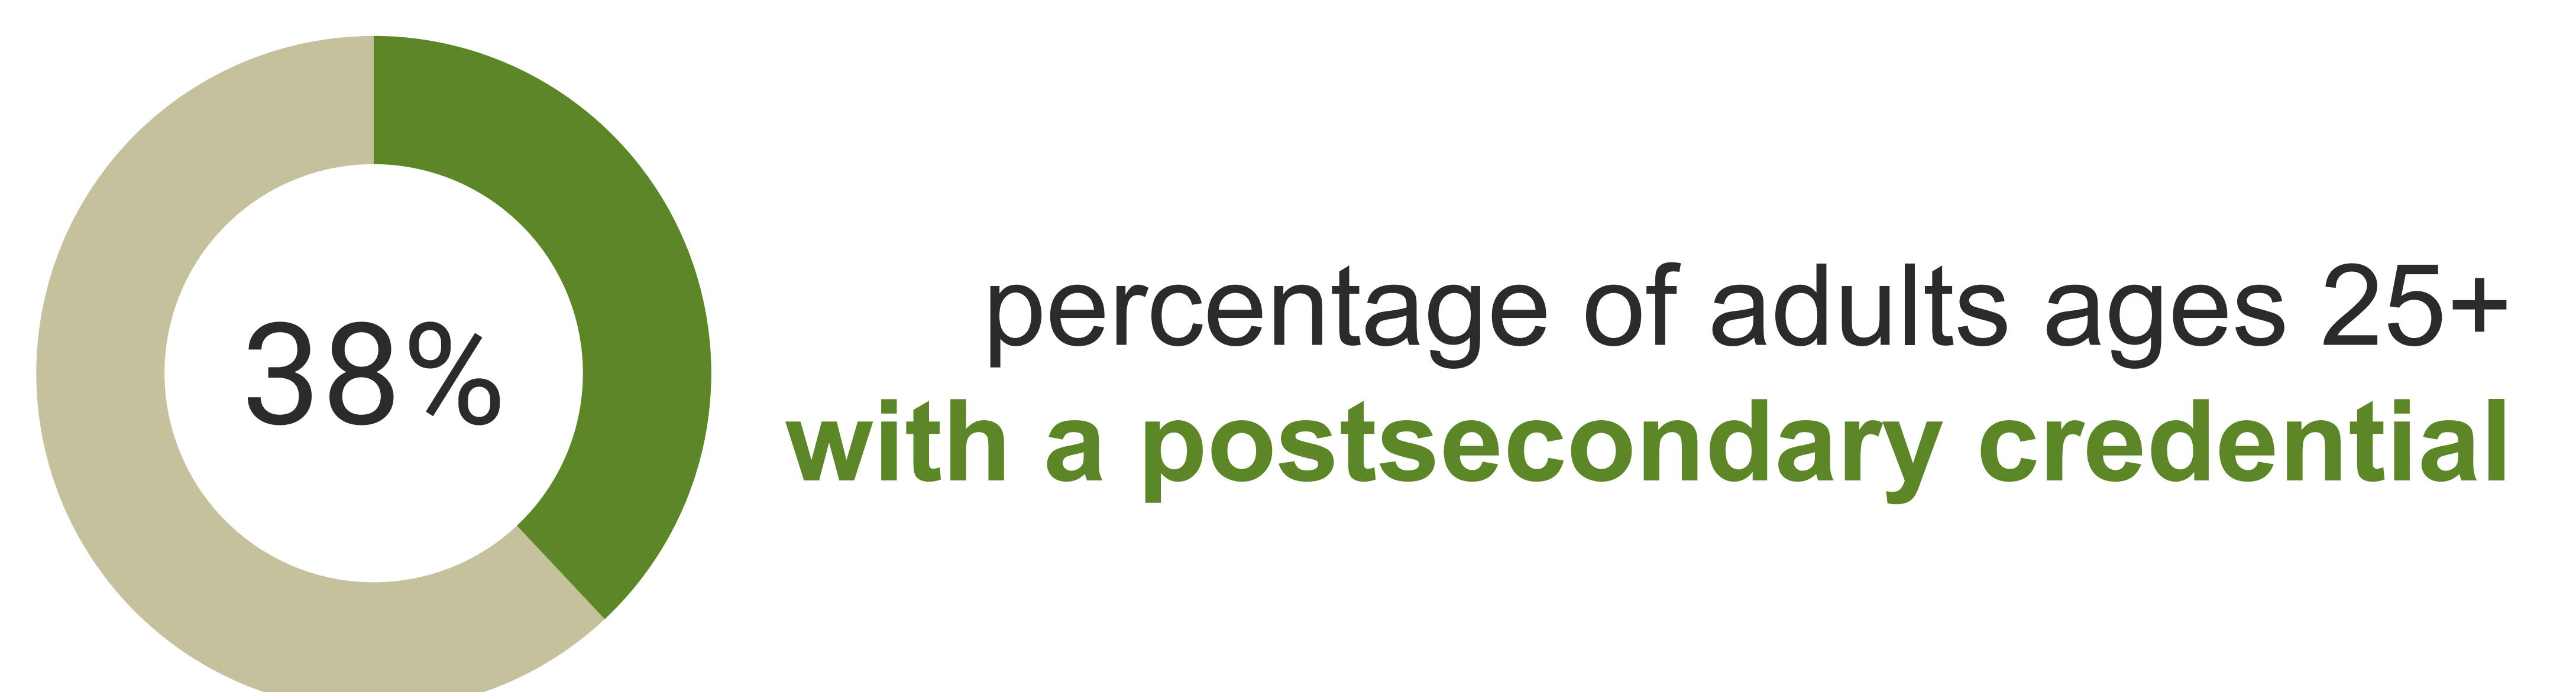 38%
percentage of adults ages 25+
with a postsecondary credential